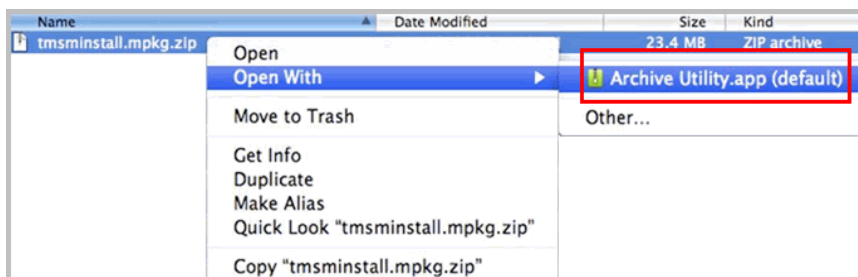 Name Date Modified Size Kind
tmsminstall.mpkg.zip 23.4 MB ZIP archive
Open
Open With Archive Utility.app (default)
Move to Trash Other...
Get Info
Duplicate
Make Alias
Quick Look “tmsminstall.mpkg.zip”
Copy “tmsminstall.mpkg.zip”